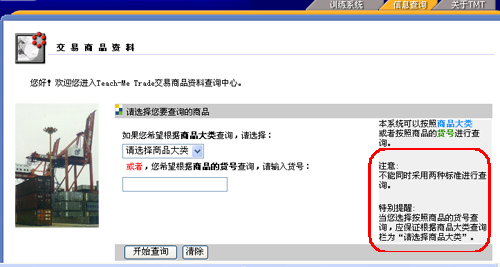 训练系统 信息查询 关于TMT
交易商品资料
您好！欢迎您进入Teach-Me Trade交易商品资料查询中心。
请选择您要查询的商品
如果您希望根据商品大类查询，请选择：
请选择商品大类
或者，您希望根据商品的货号查询，请输入货号：
开始查询 清除
本系统可以按照商品大类
或者按照商品的货号进行查
询。
注意：
不能同时采用两种标准进行查
询。
特别提醒：
当您选择按照商品的货号查
询，应保证根据商品大类查询
栏为“请选择商品大类”。